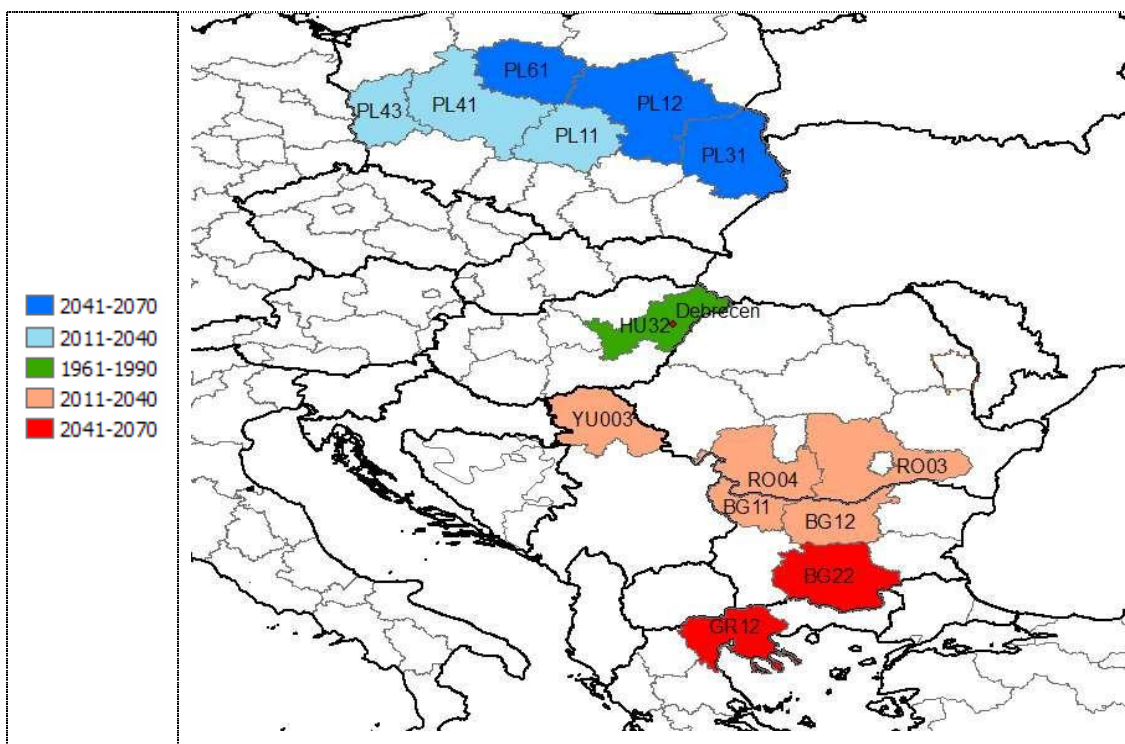 2041-2070
2011-2040
1961-1990
2011-2040
2041-2070
PL61
PL43
PL41
PL12
PL11
PL31
Debrecen
HU32
YU003
RO04
RO03
BG11
BG12
BG22
GR12